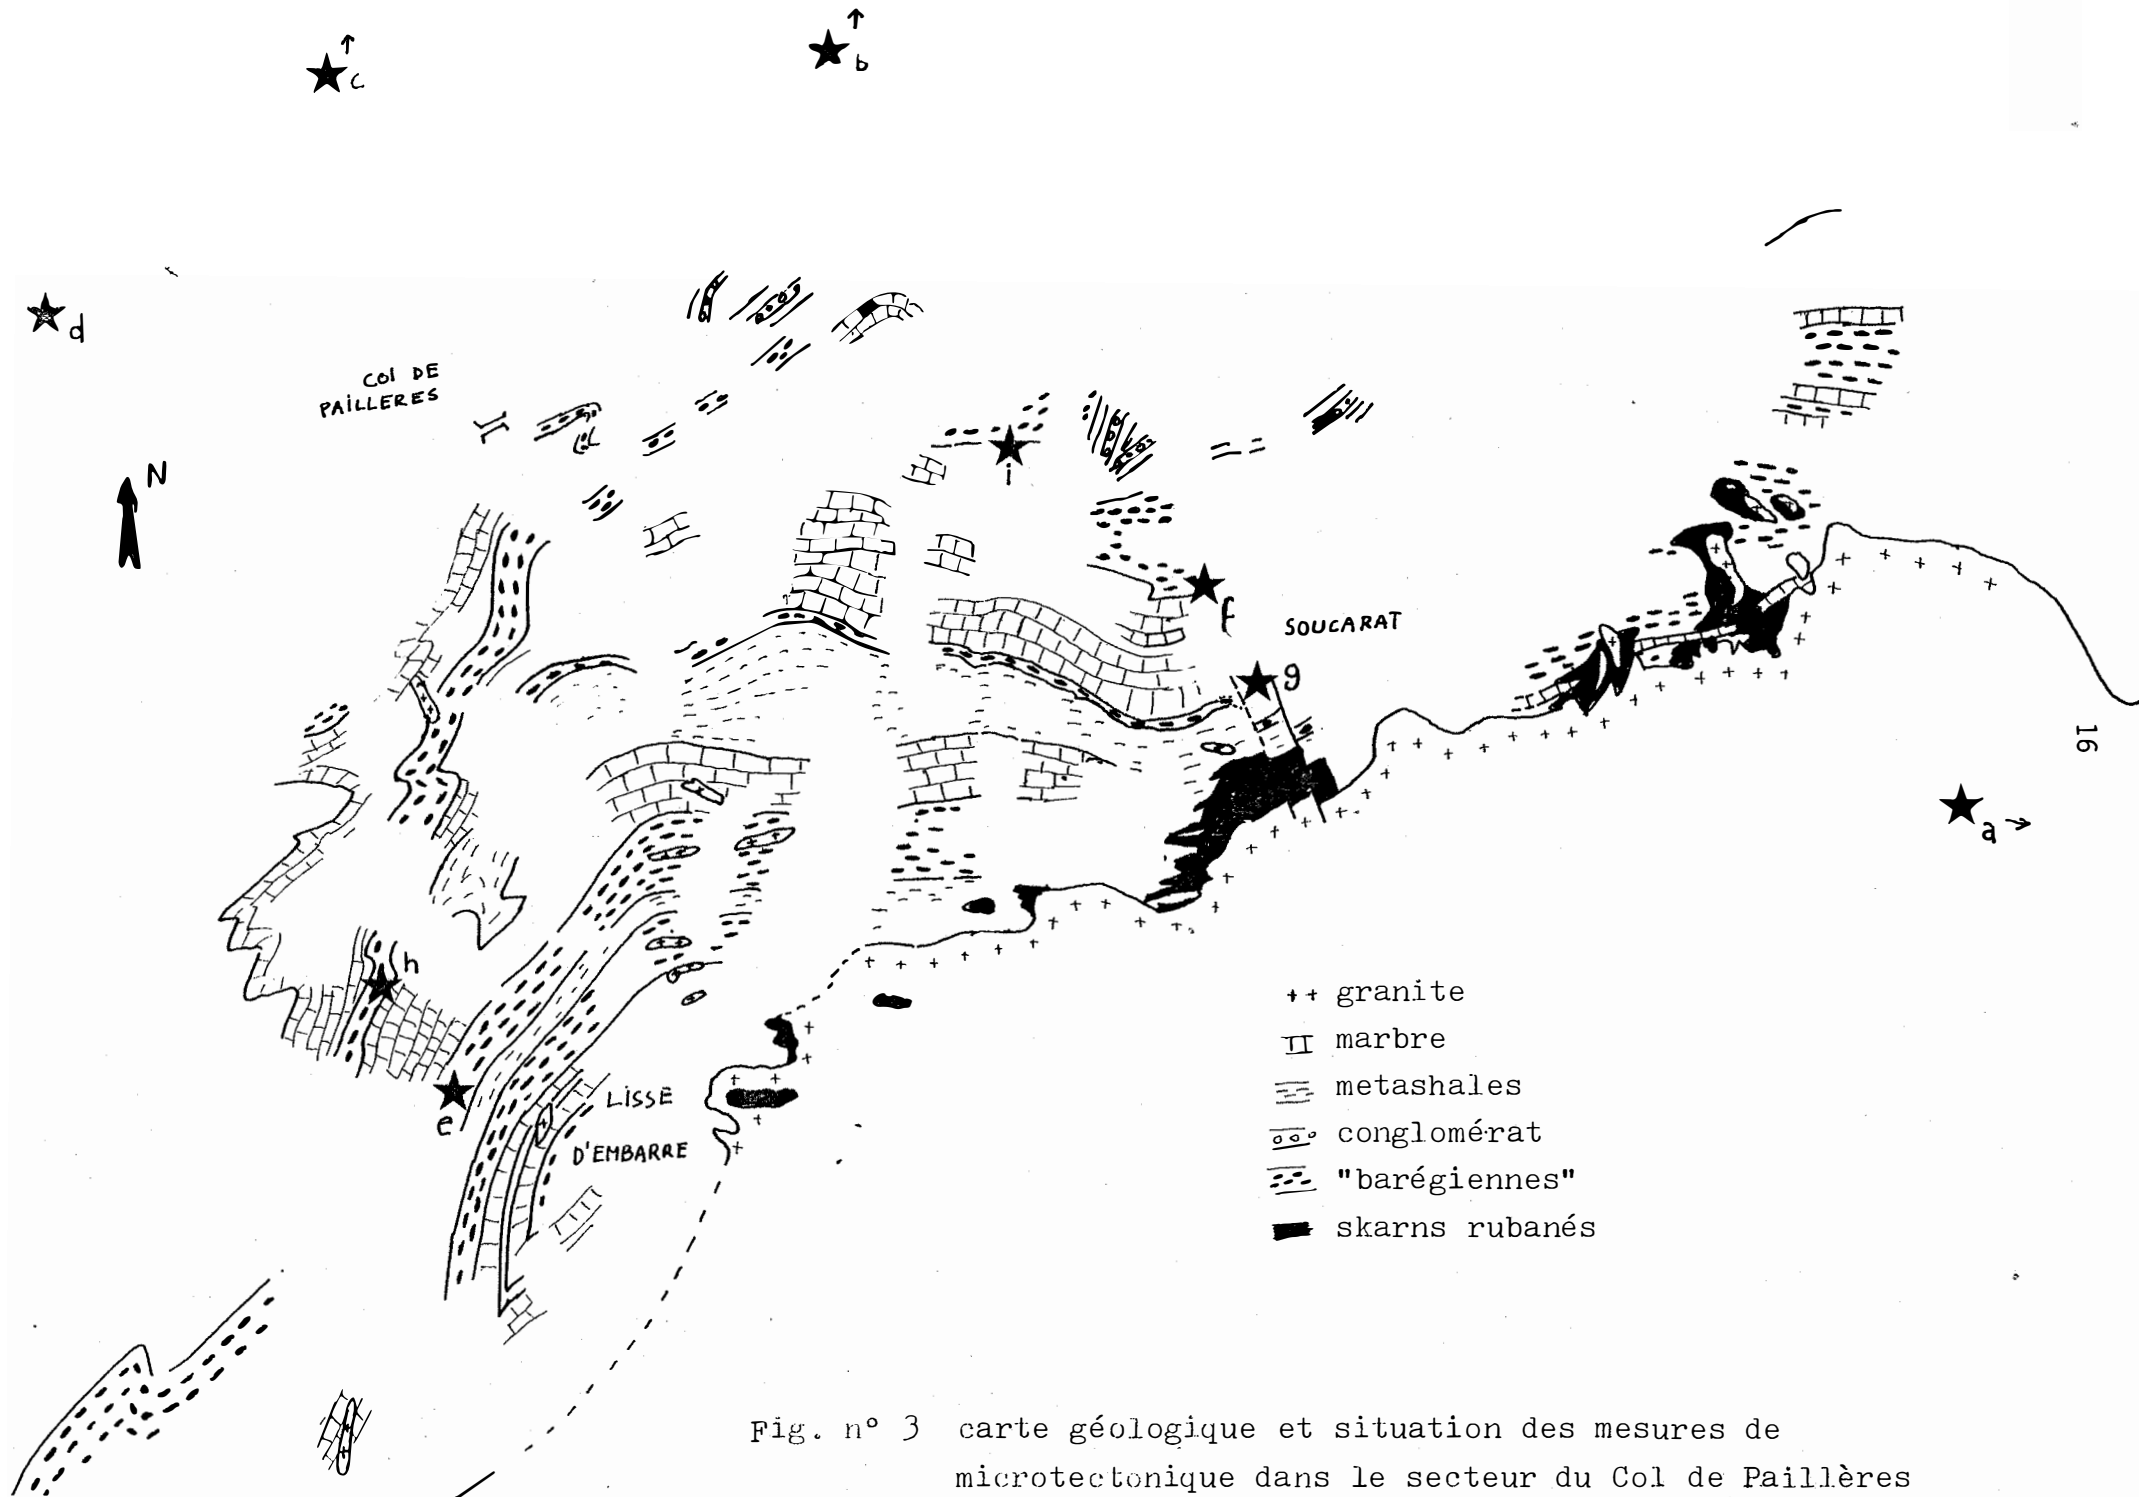 c
b
d
COl DE
PAiLLERES
N
i
f
SOUCARAT
g
16
a
h
e
LiSSE
D'EMBARRE
granite
marbre
metashales
conglomérat
"barégiennes"
skarns rubanés
Fig. n° 3 carte géologique et situation des mesures de
microtectonique dans le secteur du Col de Paillères